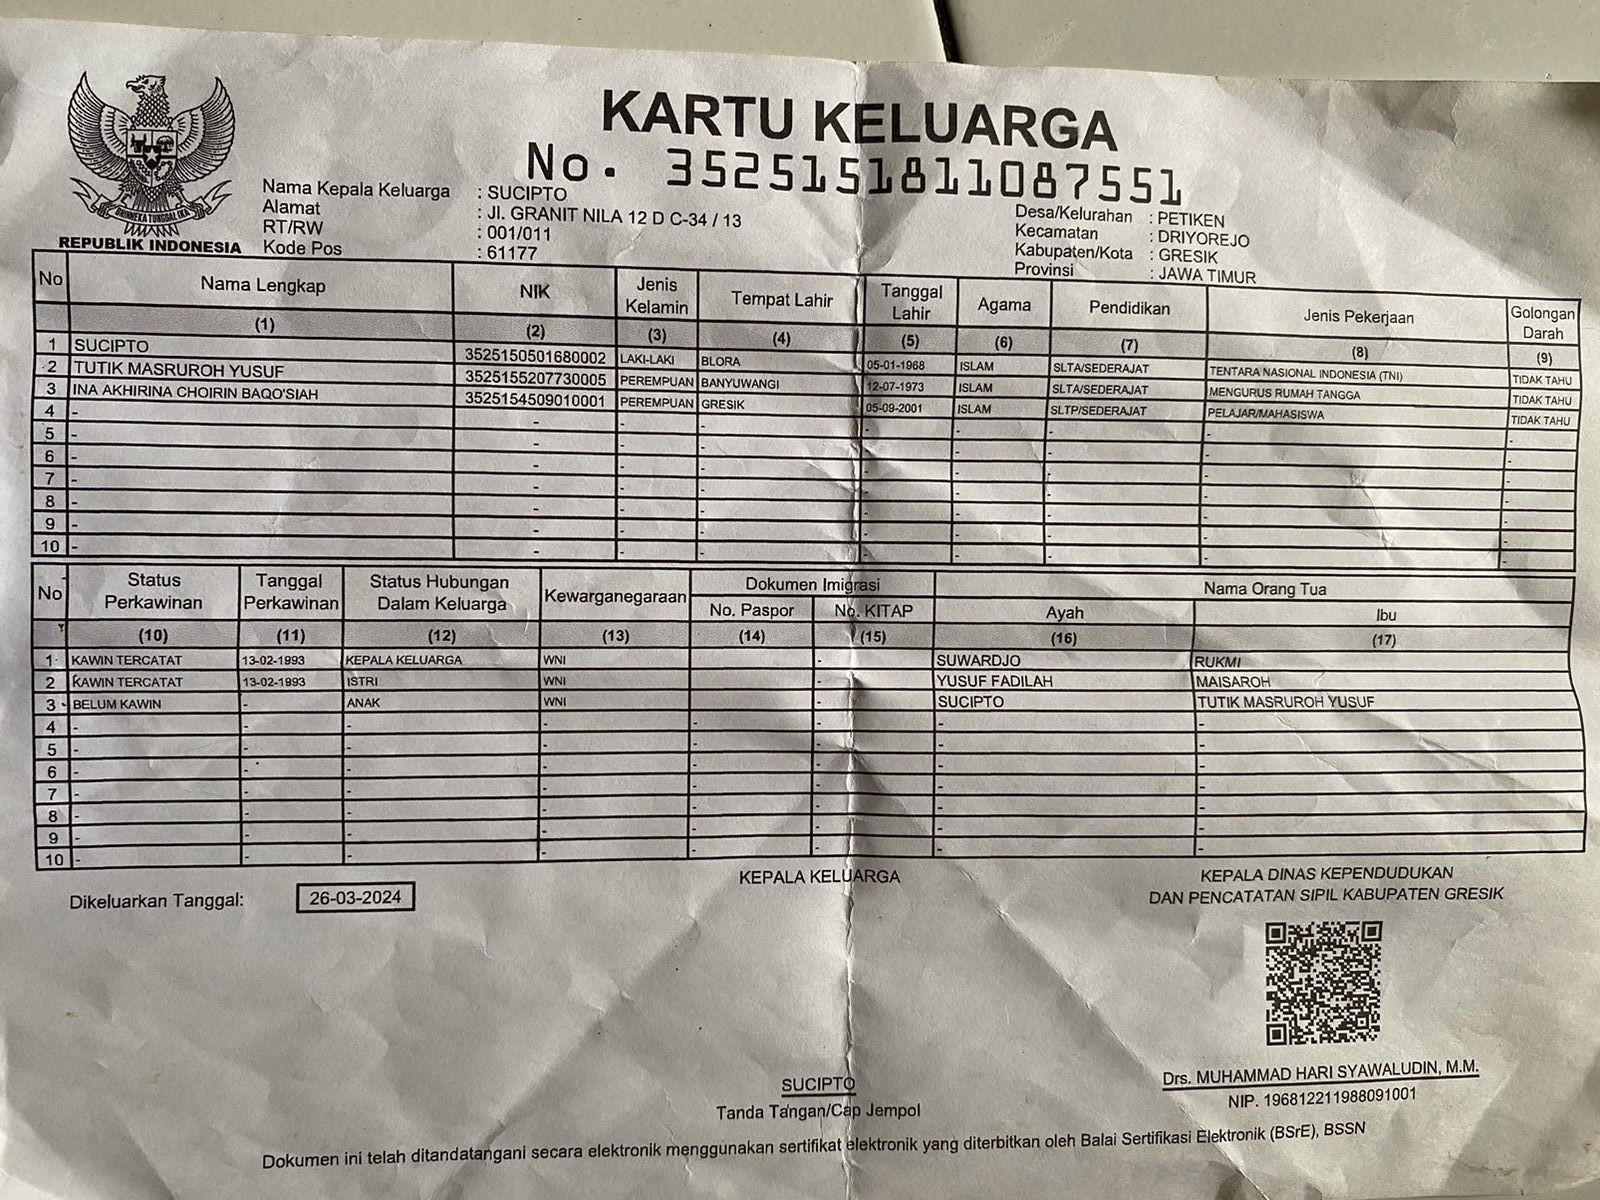 KARTU KELUARGA
No. 3525151811087551
BHINNEKA TUNGGAL IKA
REPUBLIK INDONESIA
Nama Kepala Keluarga : SUCIPTO
Alamat : Jl. GRANIT NILA 12 D C-34 / 13
RT/RW : 001/011
Kode Pos : 61177
Desa/Kelurahan : PETIKEN
Kecamatan : DRIYOREJO
Kabupaten/Kota : GRESIK
Provinsi : JAWA TIMUR
No Nama Lengkap NIK Jenis Kelamin Tempat Lahir Tanggal Lahir Agama Pendidikan Jenis Pekerjaan Golongan Darah
(1) (2) (3) (4) (5) (6) (7) (8) (9)
1 SUCIPTO 3525150501680002 LAKI-LAKI BLORA 05-01-1968 ISLAM SLTA/SEDERAJAT TENTARA NASIONAL INDONESIA (TNI) TIDAK TAHU
2 TUTIK MASRUROH YUSUF 3525155207730005 PEREMPUAN BANYUWANGI 12-07-1973 ISLAM SLTA/SEDERAJAT MENGURUS RUMAH TANGGA TIDAK TAHU
3 INA AKHIRINA CHOIRIN BAQO'SIAH 3525154509010001 PEREMPUAN GRESIK 05-09-2001 ISLAM SLTP/SEDERAJAT PELAJAR/MAHASISWA TIDAK TAHU
4 - - - - - - - - -
5 - - - - - - - - -
6 - - - - - - - - -
7 - - - - - - - - -
8 - - - - - - - - -
9 - - - - - - - - -
10 - - - - - - - - -
No Status Perkawinan Tanggal Perkawinan Status Hubungan Dalam Keluarga Kewarganegaraan Dokumen Imigrasi Nama Orang Tua
No. Paspor No. KITAP Ayah Ibu
(10) (11) (12) (13) (14) (15) (16) (17)
1 KAWIN TERCATAT 13-02-1993 KEPALA KELUARGA WNI - SUWARDJO RUKMI
2 KAWIN TERCATAT 13-02-1993 ISTRI WNI - YUSUF FADILAH MAISAROH
3 BELUM KAWIN - ANAK WNI - SUCIPTO TUTIK MASRUROH YUSUF
4 - - - - - - - -
5 - - - - - - - -
6 - - - - - - - -
7 - - - - - - - -
8 - - - - - - - -
9 - - - - - - - -
10 - - - - - - - -
Dikeluarkan Tanggal: 26-03-2024
KEPALA KELUARGA
KEPALA DINAS KEPENDUDUKAN
DAN PENCATATAN SIPIL KABUPATEN GRESIK
SUCIPTO
Tanda Tangan/Cap Jempol
Drs. MUHAMMAD HARI SYAWALUDIN, M.M.
NIP. 196812211988091001
Dokumen ini telah ditandatangani secara elektronik menggunakan sertifikat elektronik yang diterbitkan oleh Balai Sertifikasi Elektronik (BSrE), BSSN